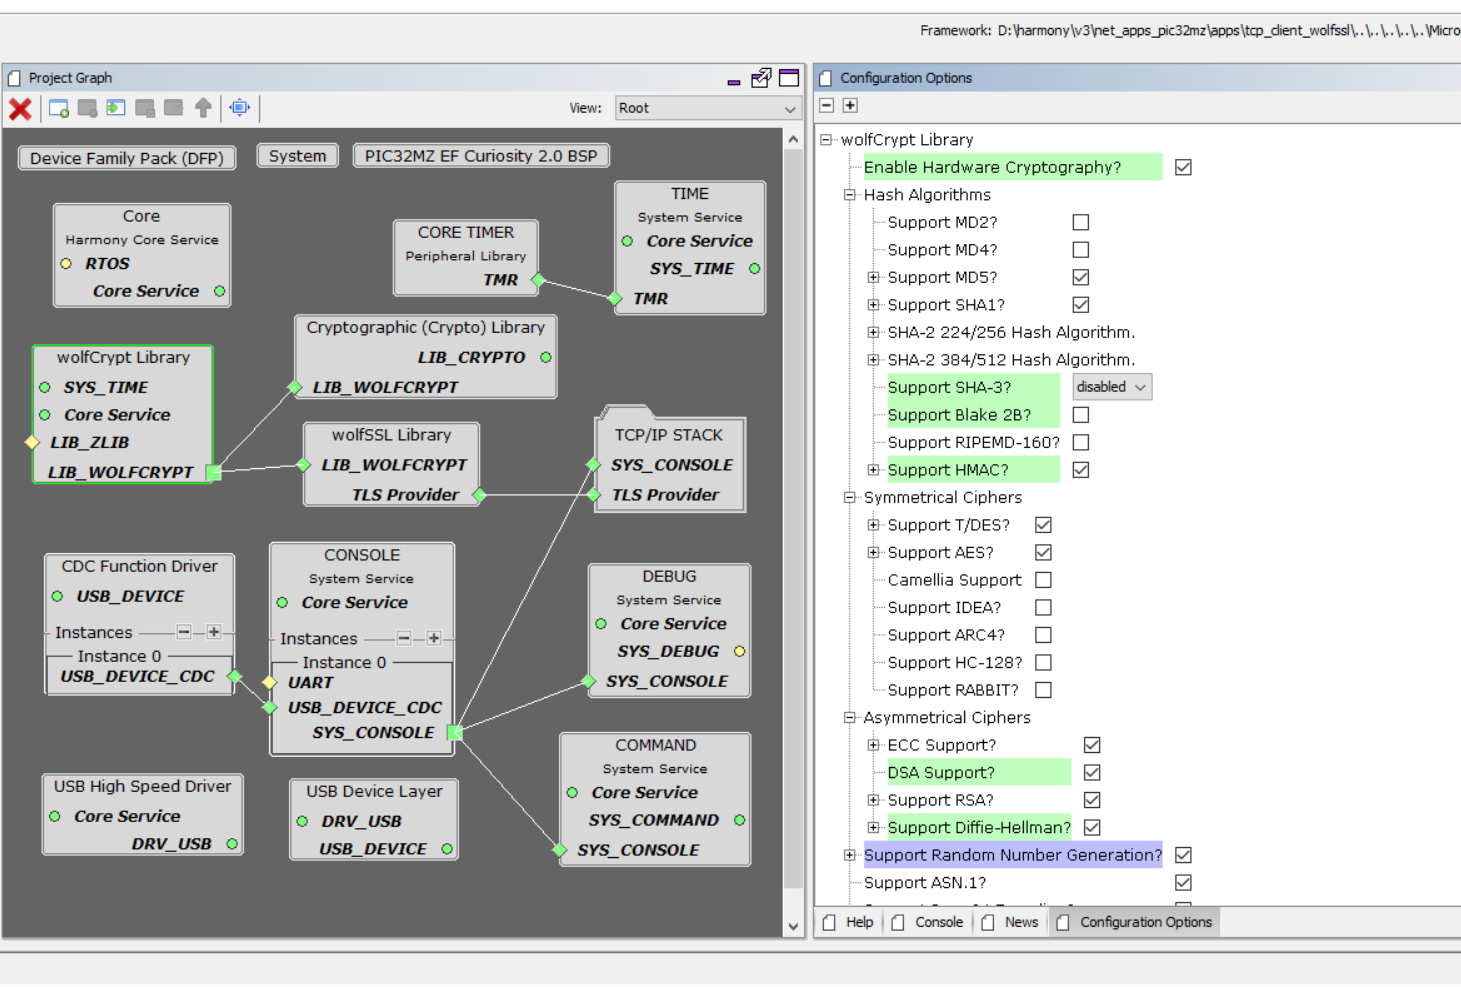 Framework: D:\harmony\v3\net_apps_pic32mz\apps\tcp_client_wolfssl\..\..\..\..\..\Micro
Project Graph
View: Root
Device Family Pack (DFP)
System
PIC32MZ EF Curiosity 2.0 BSP
Core
Harmony Core Service
RTOS
Core Service
CORE TIMER
Peripheral Library
TMR
TIME
System Service
Core Service
SYS_TIME
TMR
wolfCrypt Library
SYS_TIME
Core Service
LIB_ZLIB
LIB_WOLFCRYPT
Cryptographic (Crypto) Library
LIB_CRYPTO
LIB_WOLFCRYPT
wolfSSL Library
LIB_WOLFCRYPT
TLS Provider
TCP/IP STACK
SYS_CONSOLE
TLS Provider
CDC Function Driver
USB_DEVICE
Instances
Instance 0
USB_DEVICE_CDC
CONSOLE
System Service
Core Service
Instances
Instance 0
UART
USB_DEVICE_CDC
SYS_CONSOLE
DEBUG
System Service
Core Service
SYS_DEBUG
SYS_CONSOLE
COMMAND
System Service
Core Service
SYS_COMMAND
SYS_CONSOLE
USB High Speed Driver
Core Service
DRV_USB
USB Device Layer
DRV_USB
USB_DEVICE
Configuration Options
wolfCrypt Library
Enable Hardware Cryptography?
Hash Algorithms
Support MD2?
Support MD4?
Support MD5?
Support SHA1?
SHA-2 224/256 Hash Algorithm.
SHA-2 384/512 Hash Algorithm.
Support SHA-3? disabled
Support Blake 2B?
Support RIPEMD-160?
Support HMAC?
Symmetrical Ciphers
Support T/DES?
Support AES?
Camellia Support
Support IDEA?
Support ARC4?
Support HC-128?
Support RABBIT?
Asymmetrical Ciphers
ECC Support?
DSA Support?
Support RSA?
Support Diffie-Hellman?
Support Random Number Generation?
Support ASN.1?
Help Console News Configuration Options